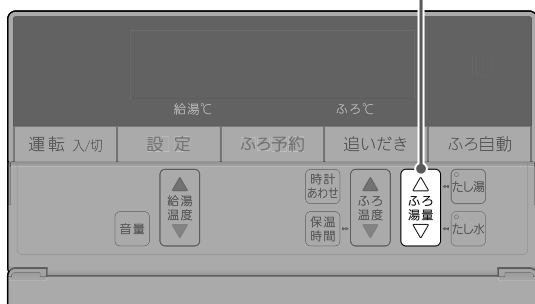 給湯℃ ふろ℃
運転 入/切 設定 ふろ予約 追いだき ふろ自動
時計
あわせ
たし湯
給湯
温度
ふろ
温度
ふろ
湯量
音量
保温
時間
たし水